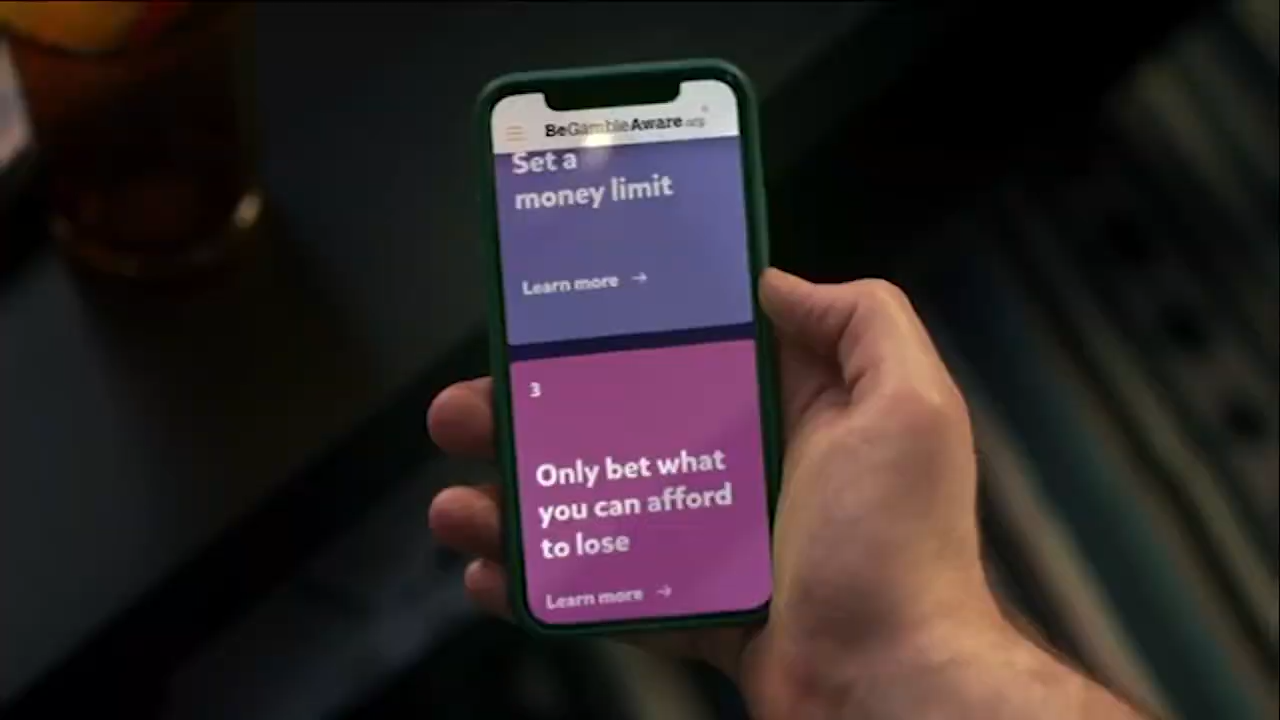 BeGambleAware.org
Set a
money limit
Learn more →
3
Only bet what
you can afford
to lose
Learn more →